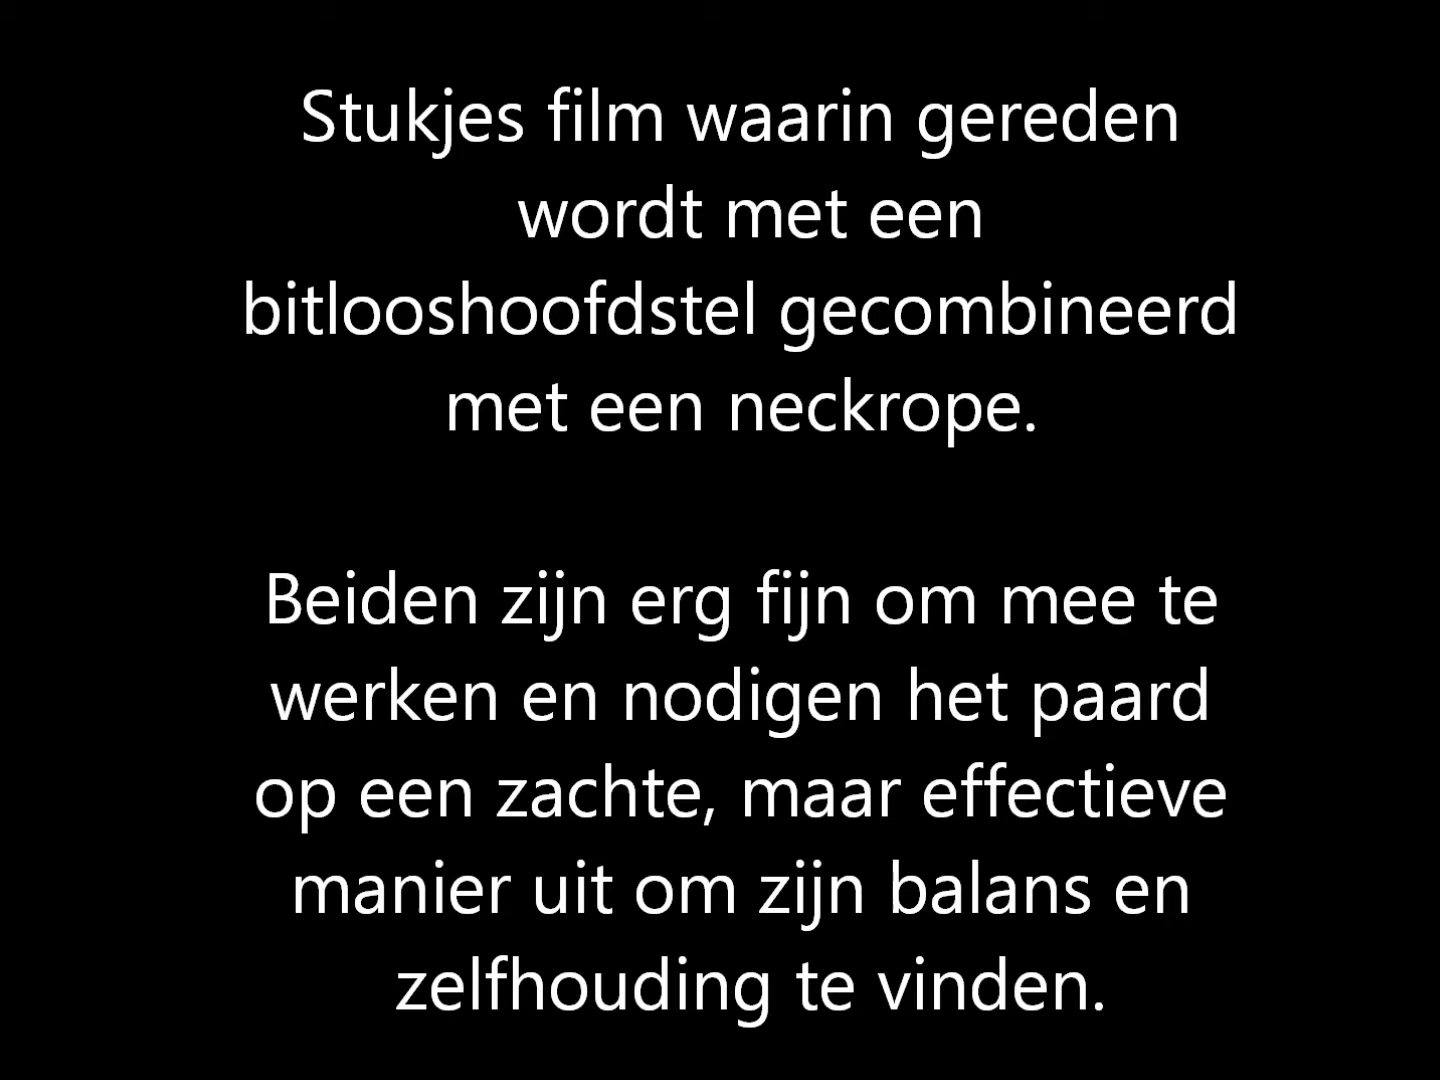 Stukjes film waarin gereden
wordt met een
bitlooshoofdstel gecombineerd
met een neckrope.
Beiden zijn erg fijn om mee te
werken en nodigen het paard
op een zachte, maar effectieve
manier uit om zijn balans en
zelfhouding te vinden.